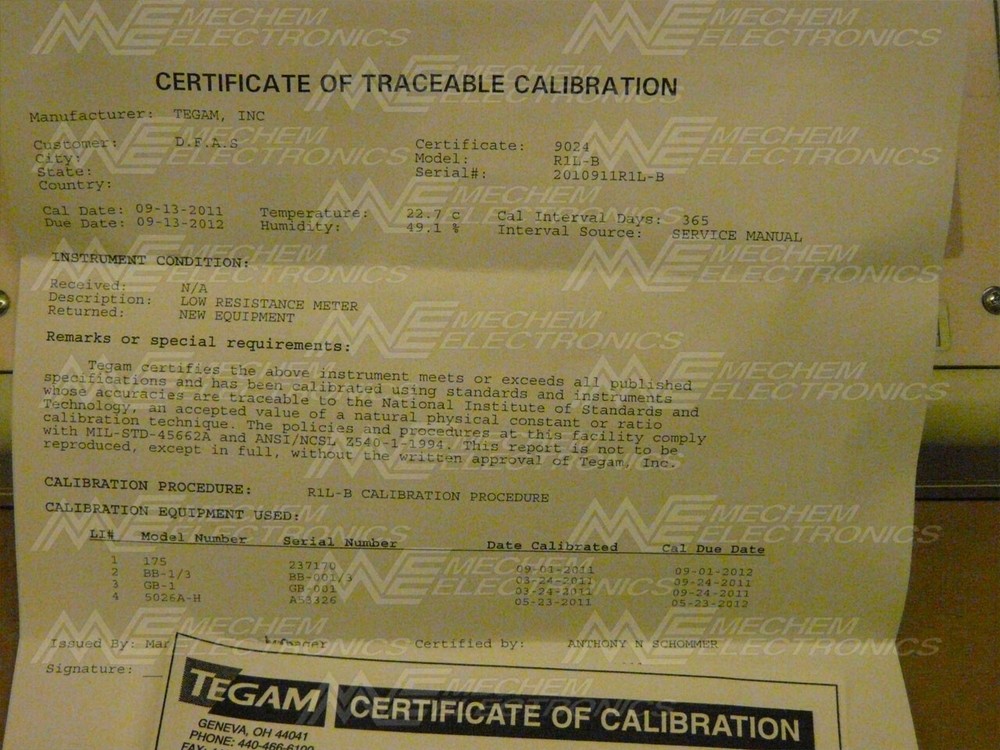 CERTIFICATE OF TRACEABLE CALIBRATION
Manufacturer: TEGAM, INC
Customer: D.F.A.S Certificate: 9024
City: Model: R1L-B
State: Serial#: 2010911R1L-B
Country:
Cal Date: 09-13-2011 Temperature: 22.7 C Cal Interval Days: 365
Due Date: 09-13-2012 Humidity: 49.1 % Interval Source: SERVICE MANUAL
INSTRUMENT CONDITION:
Received: N/A
Description: LOW RESISTANCE METER
Returned: NEW EQUIPMENT
Remarks or special requirements:
Tegam certifies the above instrument meets or exceeds all published
specifications and has been calibrated using standards and instruments
whose accuracies are traceable to the National Institute of Standards and
Technology, an accepted value of a natural physical constant or ratio
calibration technique. The policies and procedures at this facility comply
with MIL-STD-45662A and ANSI/NCSL Z540-1-1994. This report is not to be
reproduced, except in full, without the written approval of Tegam, Inc.
CALIBRATION PROCEDURE: R1L-B CALIBRATION PROCEDURE
CALIBRATION EQUIPMENT USED:
LI# Model Number Serial Number Date Calibrated Cal Due Date
1 175 237170 09-01-2011 09-01-2012
2 BB-1/3 BB-001/3 03-24-2011 09-24-2011
3 GB-1 GB-001 03-24-2011 09-24-2011
4 5026A-H A53326 05-23-2011 05-23-2012
Issued By: Mar Certified by: ANTHONY N SCHOMMER
Signature:
TEGAM CERTIFICATE OF CALIBRATION
GENEVA, OH 44041
PHONE: 440-466-6100
FAX:
MECHEM ELECTRONICS